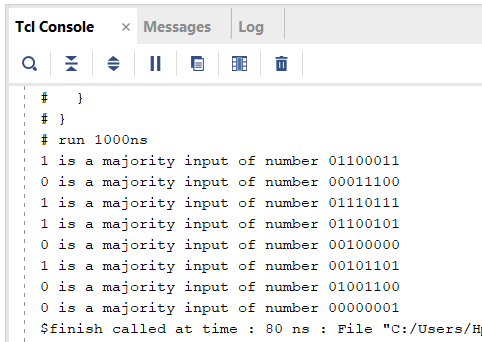 Tcl Console × Messages Log
# }
# }
# run 1000ns
1 is a majority input of number 01100011
0 is a majority input of number 00011100
1 is a majority input of number 01110111
1 is a majority input of number 01100101
0 is a majority input of number 00100000
1 is a majority input of number 00101101
0 is a majority input of number 01001100
0 is a majority input of number 00000001
$finish called at time : 80 ns : File "C:/Users/Hp